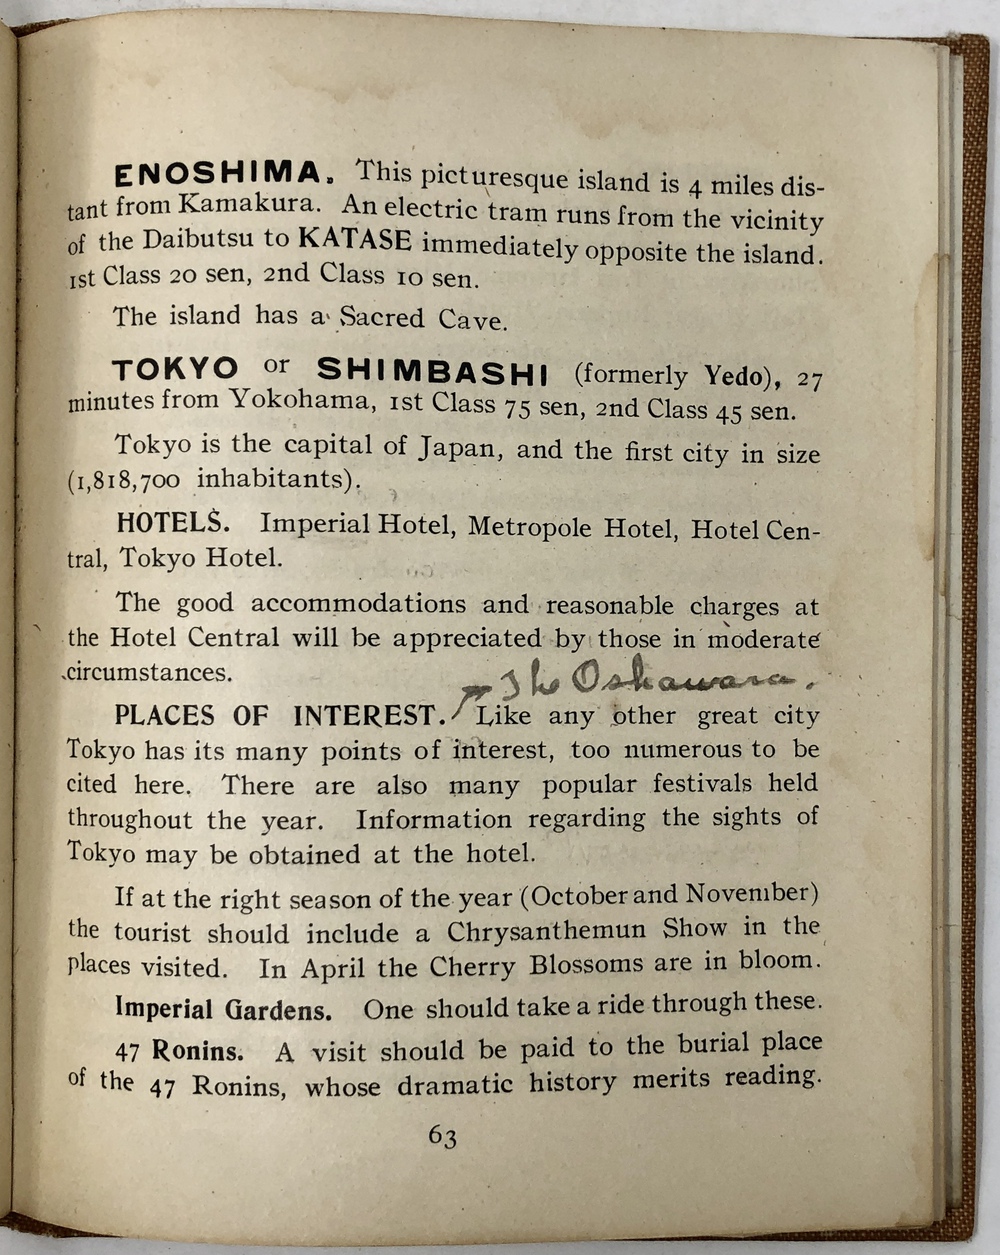 ENOSHIMA. This picturesque island is 4 miles dis-
tant from Kamakura. An electric tram runs from the vicinity
of the Daibutsu to KATASE immediately opposite the island.
1st Class 20 sen, 2nd Class 10 sen.
The island has a Sacred Cave.
TOKYO or SHIMBASHI (formerly Yedo), 27
minutes from Yokohama, 1st Class 75 sen, 2nd Class 45 sen.
Tokyo is the capital of Japan, and the first city in size
(1,818,700 inhabitants).
HOTELS. Imperial Hotel, Metropole Hotel, Hotel Cen-
tral, Tokyo Hotel.
The good accommodations and reasonable charges at
the Hotel Central will be appreciated by those in moderate
circumstances.
The Oshawara.
PLACES OF INTEREST. Like any other great city
Tokyo has its many points of interest, too numerous to be
cited here. There are also many popular festivals held
throughout the year. Information regarding the sights of
Tokyo may be obtained at the hotel.
If at the right season of the year (October and November)
the tourist should include a Chrysanthemun Show in the
places visited. In April the Cherry Blossoms are in bloom.
Imperial Gardens. One should take a ride through these.
47 Ronins. A visit should be paid to the burial place
of the 47 Ronins, whose dramatic history merits reading.
63